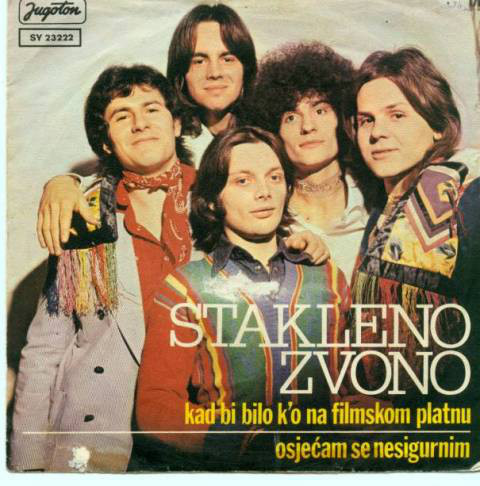 Jugoton
SY 23222
STAKLENO
ZVONO
kad bi bilo k'o na filmskom platnu
osjećam se nesigurnim